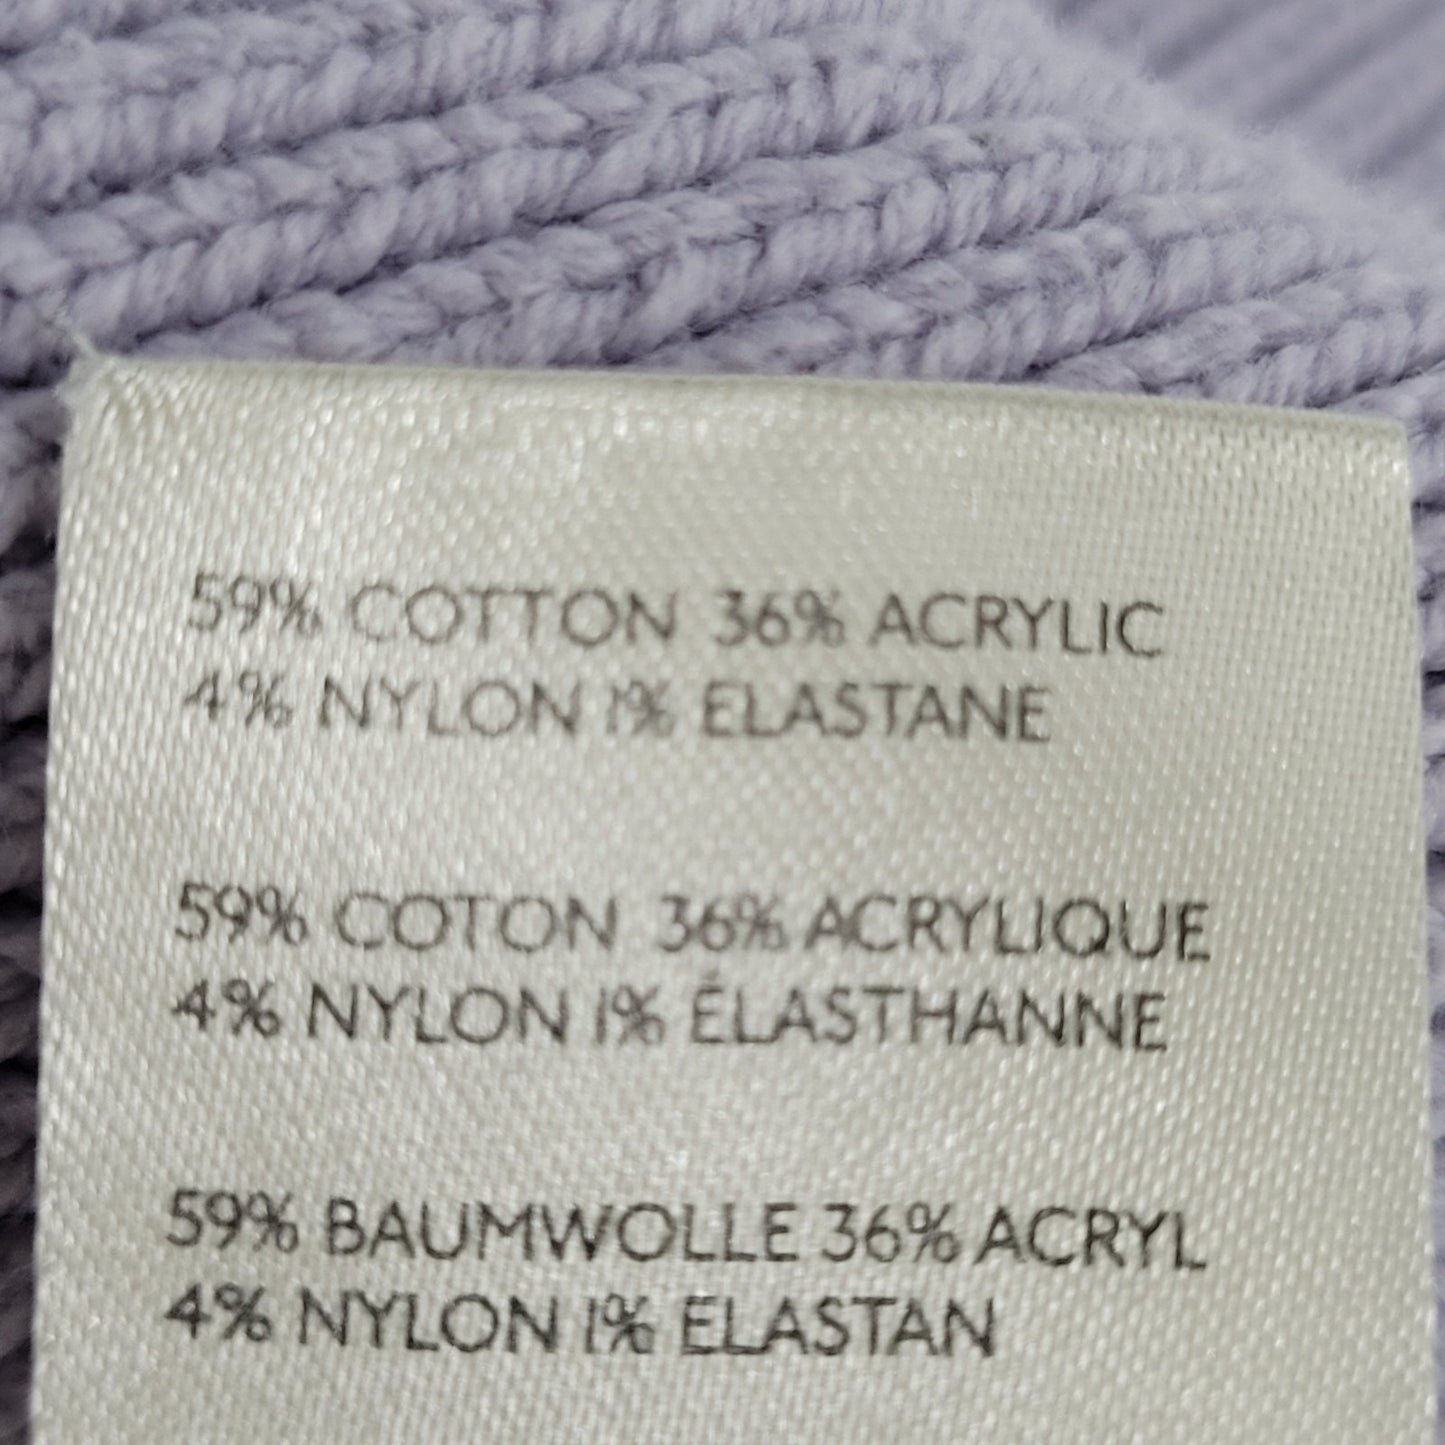 59% COTTON 36% ACRYLIC
4% NYLON 1% ELASTANE
59% COTON 36% ACRYLIQUE
4% NYLON 1% ÉLASTHANNE
59% BAUMWOLLE 36% ACRYL
4% NYLON 1% ELASTAN